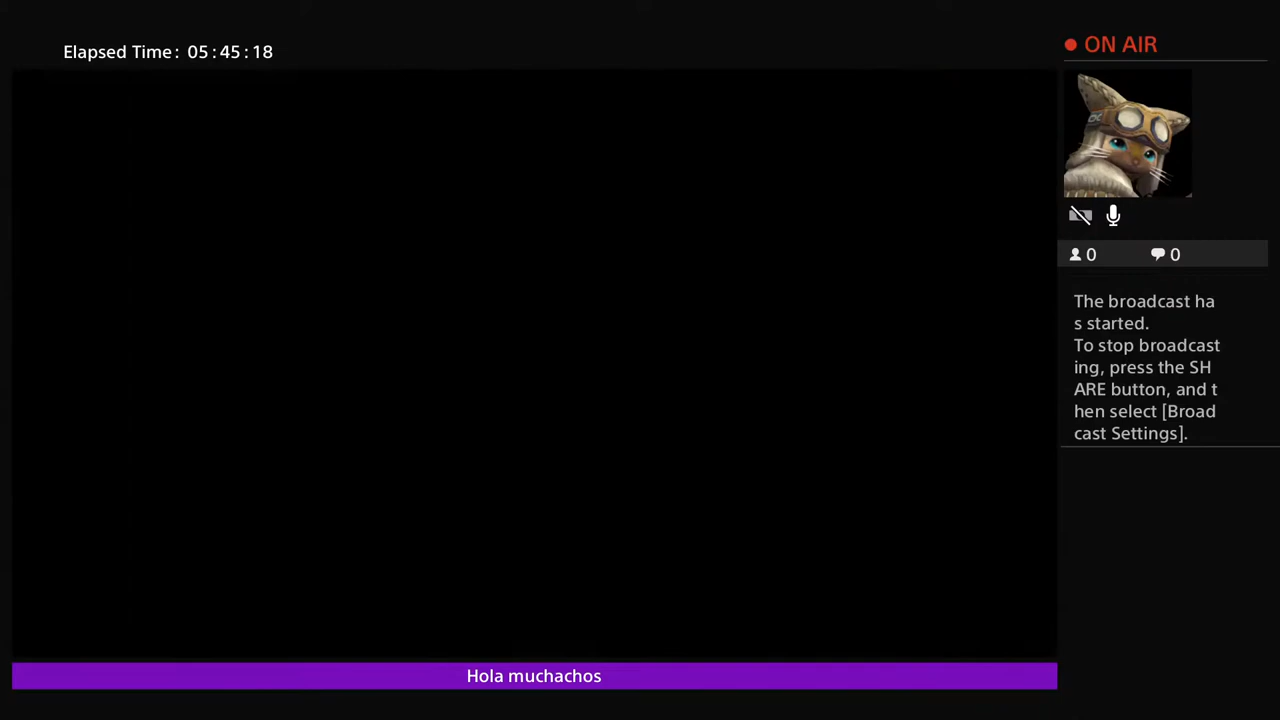 Elapsed Time: 05:45:18
ON AIR
0 0
The broadcast ha
s started.
To stop broadcast
ing, press the SH
ARE button, and t
hen select [Broad
cast Settings].
Hola muchachos